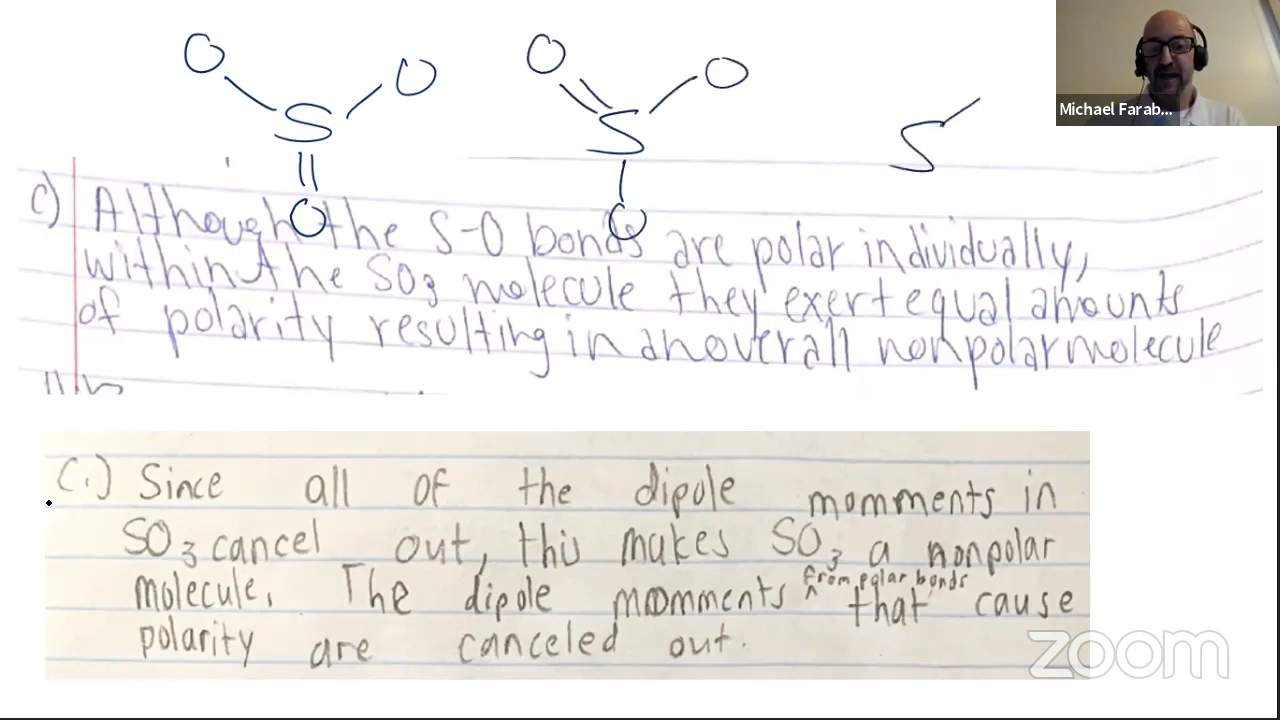 Michael Farab...
O
O
O
O
S
S
S
O
O
C) Although the S-O bonds are polar individually,
within the SO3 molecule they exert equal amounts
of polarity resulting in an overall nonpolar molecule
C.) Since all of the dipole momments in
SO3 cancel out, this makes SO3 a nonpolar
molecule. The dipole momments ^from polar bonds that cause
polarity are canceled out.
zoom